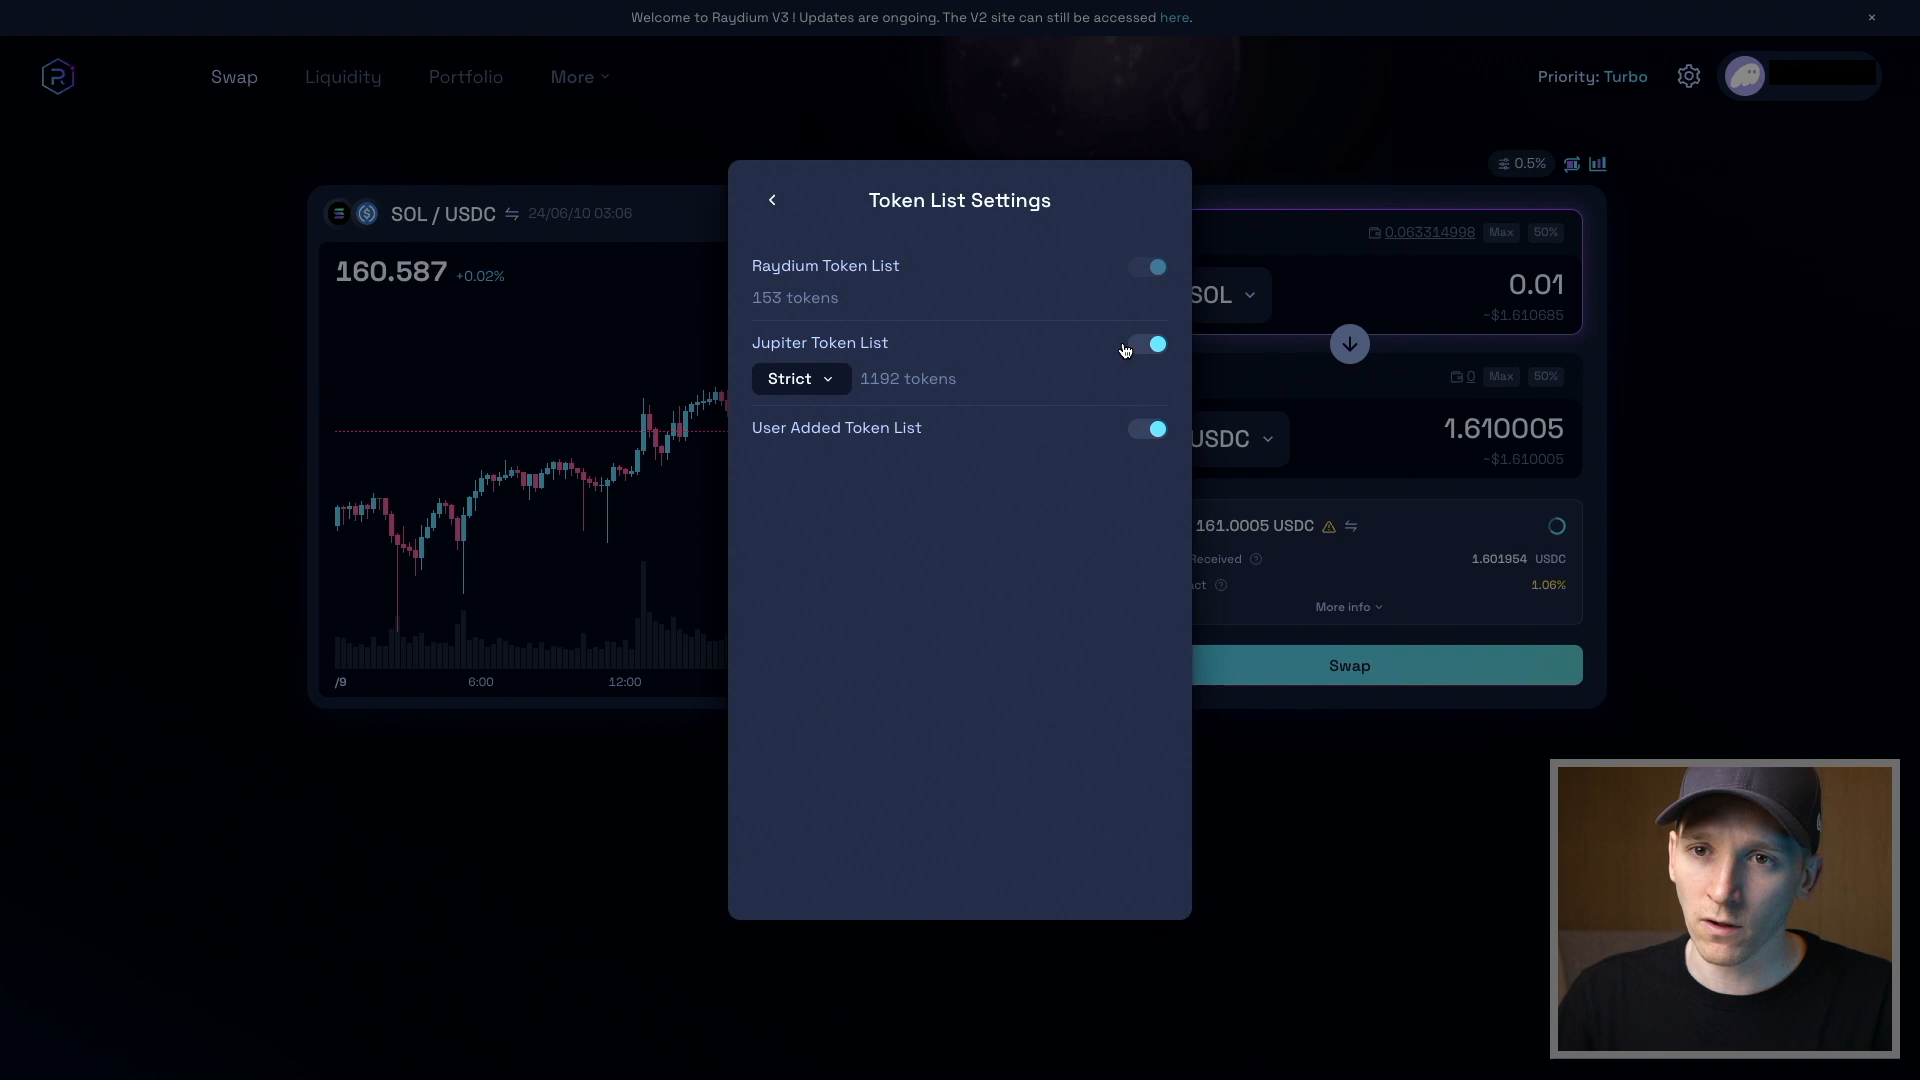 Welcome to Raydium V3 ! Updates are ongoing. The V2 site can still be accessed here.
Swap
Liquidity
Portfolio
More
Priority: Turbo
0.5%
SOL / USDC
24/06/10 03:06
160.587 +0.02%
/9
6:00
12:00
Token List Settings
Raydium Token List
153 tokens
Jupiter Token List
Strict
1192 tokens
User Added Token List
0.063314998
Max
50%
SOL
0.01
~$1.610685
0
Max
50%
USDC
1.610005
~$1.610005
161.0005 USDC
Received
1.601954 USDC
1.06%
More info
Swap